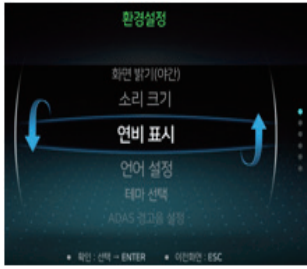 환경설정
화면 밝기(야간)
소리 크기
연비 표시
언어 설정
테마 선택
ADAS 경고음 설정
● 확인 : 선택 → ENTER ● 이전화면 : ESC